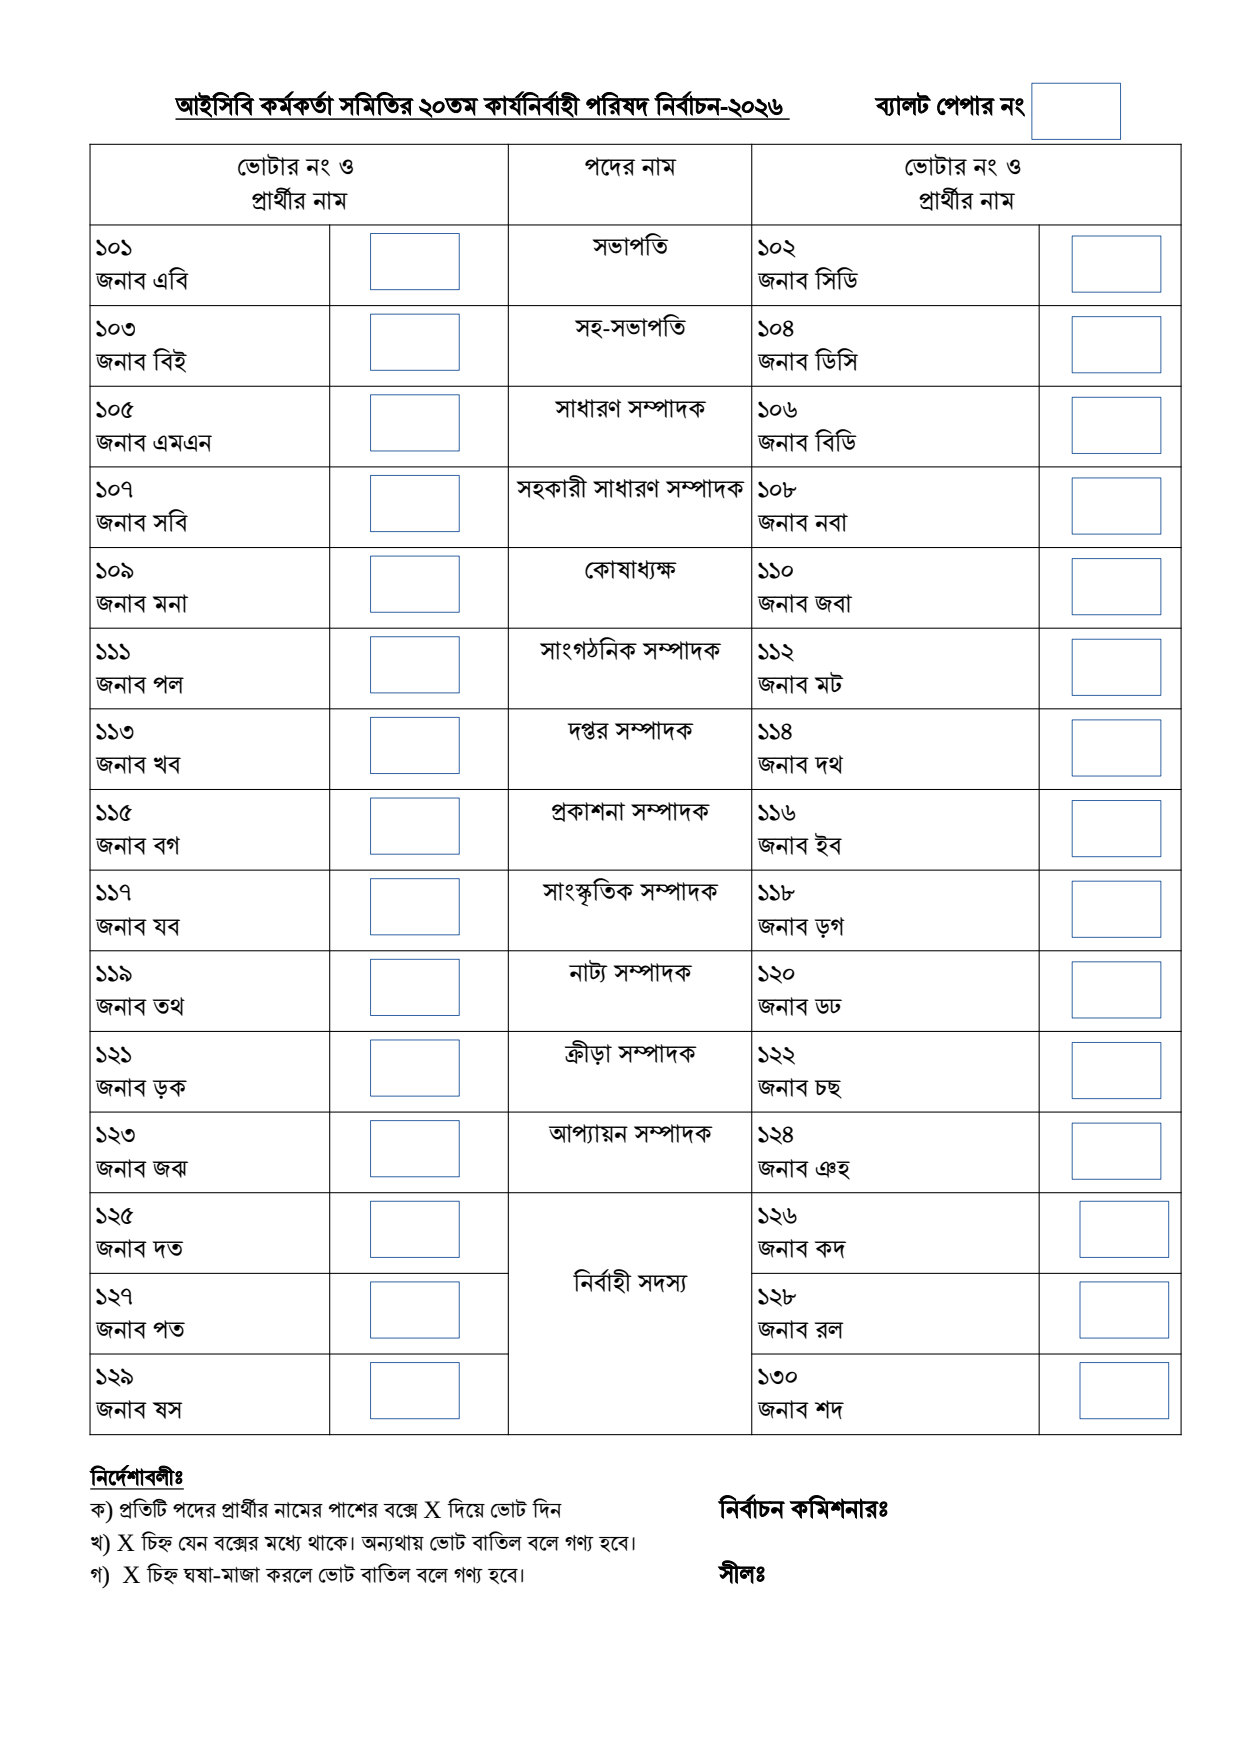 আইসিবি কর্মকর্তা সমিতির ২০তম কার্যনির্বাহী পরিষদ নির্বাচন-২০২৬ ব্যালট পেপার নং
ভোটার নং ও পদের নাম ভোটার নং ও
প্রার্থীর নাম প্রার্থীর নাম
১০১ সভাপতি ১০২
জনাব এবি জনাব সিডি
১০৩ সহ-সভাপতি ১০৪
জনাব বিই জনাব ডিসি
১০৫ সাধারণ সম্পাদক ১০৬
জনাব এমএন জনাব বিডি
১০৭ সহকারী সাধারণ সম্পাদক ১০৮
জনাব সবি জনাব নবা
১০৯ কোষাধ্যক্ষ ১১০
জনাব মনা জনাব জবা
১১১ সাংগঠনিক সম্পাদক ১১২
জনাব পল জনাব মট
১১৩ দপ্তর সম্পাদক ১১৪
জনাব খব জনাব দথ
১১৫ প্রকাশনা সম্পাদক ১১৬
জনাব বগ জনাব ইব
১১৭ সাংস্কৃতিক সম্পাদক ১১৮
জনাব যব জনাব ড়গ
১১৯ নাট্য সম্পাদক ১২০
জনাব তথ জনাব ডঢ
১২১ ক্রীড়া সম্পাদক ১২২
জনাব ড়ক জনাব চছ
১২৩ আপ্যায়ন সম্পাদক ১২৪
জনাব জঝ জনাব ঞহ
১২৫ ১২৬
জনাব দত জনাব কদ
নির্বাহী সদস্য
১২৭ ১২৮
জনাব পত জনাব রল
১২৯ ১৩০
জনাব ষস জনাব শদ
নির্দেশাবলীঃ
ক) প্রতিটি পদের প্রার্থীর নামের পাশের বক্সে X দিয়ে ভোট দিন নির্বাচন কমিশনারঃ
খ) X চিহ্ন যেন বক্সের মধ্যে থাকে। অন্যথায় ভোট বাতিল বলে গণ্য হবে।
গ) X চিহ্ন ঘষা-মাজা করলে ভোট বাতিল বলে গণ্য হবে। সীলঃ